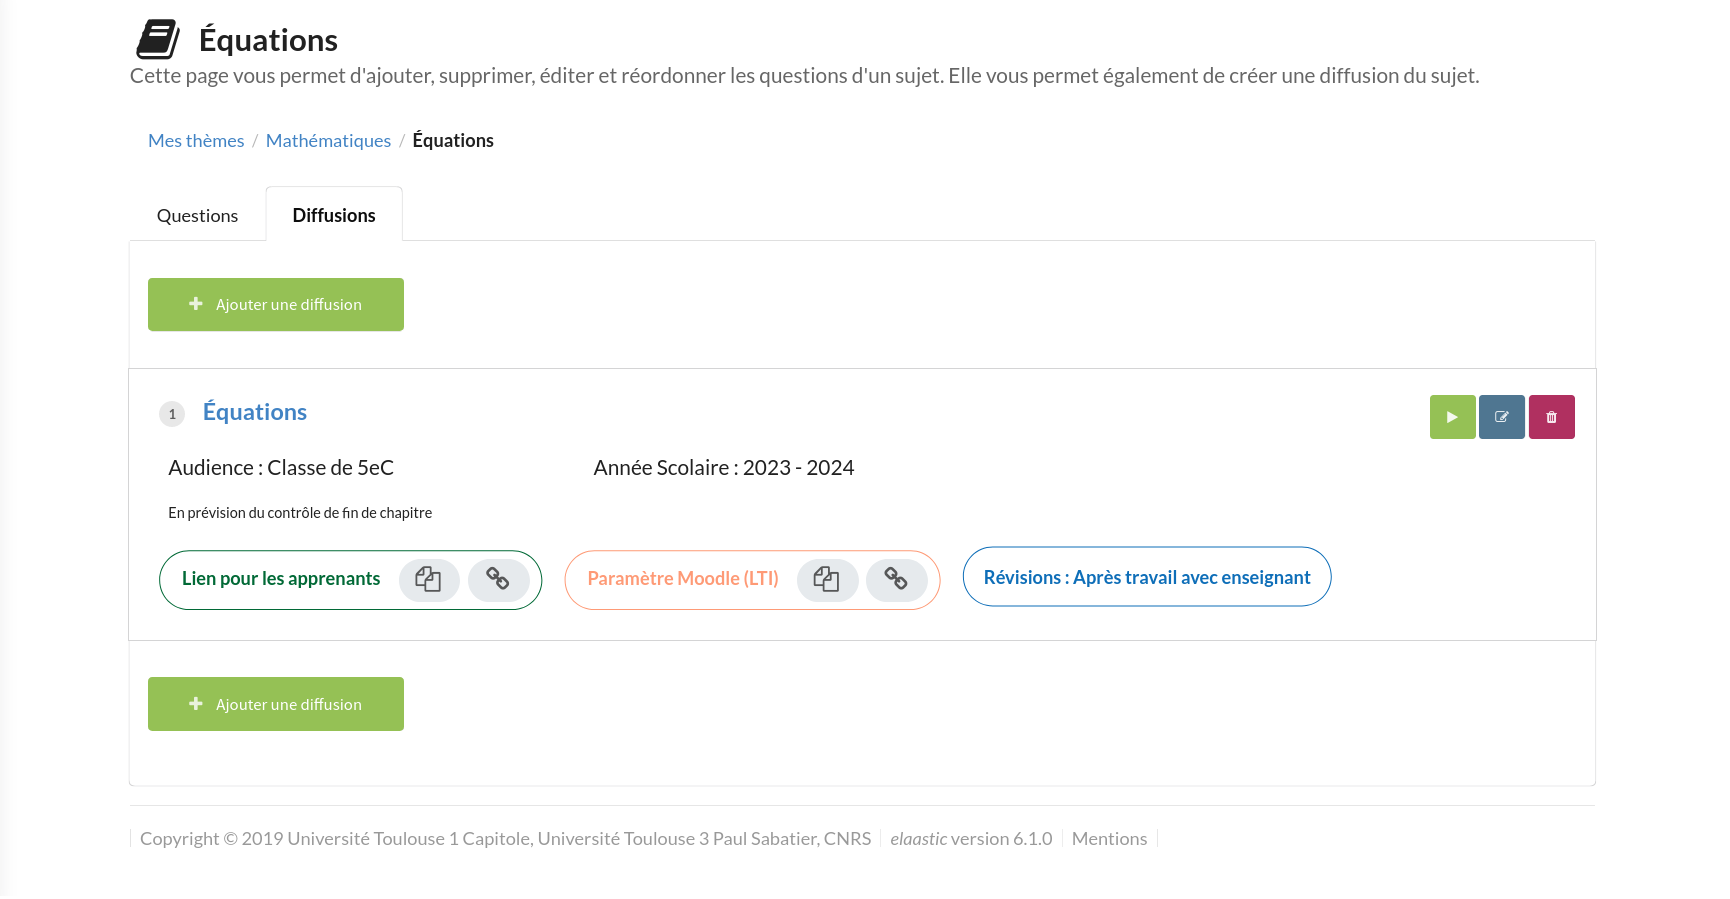 Équations
Cette page vous permet d'ajouter, supprimer, éditer et réordonner les questions d'un sujet. Elle vous permet également de créer une diffusion du sujet.
Mes thèmes / Mathématiques / Équations
Questions Diffusions
Ajouter une diffusion
1 Équations
Audience : Classe de 5eC Année Scolaire : 2023 - 2024
En prévision du contrôle de fin de chapitre
Lien pour les apprenants Paramètre Moodle (LTI) Révisions : Après travail avec enseignant
Ajouter une diffusion
Copyright © 2019 Université Toulouse 1 Capitole, Université Toulouse 3 Paul Sabatier, CNRS elaastic version 6.1.0 Mentions